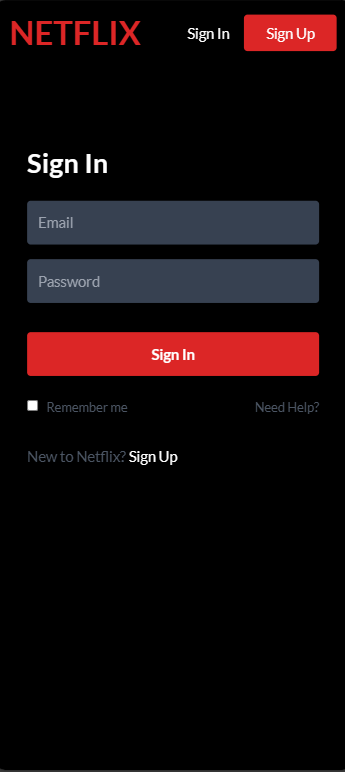 NETFLIX Sign In Sign Up
Sign In
Email
Password
Sign In
Remember me Need Help?
New to Netflix? Sign Up